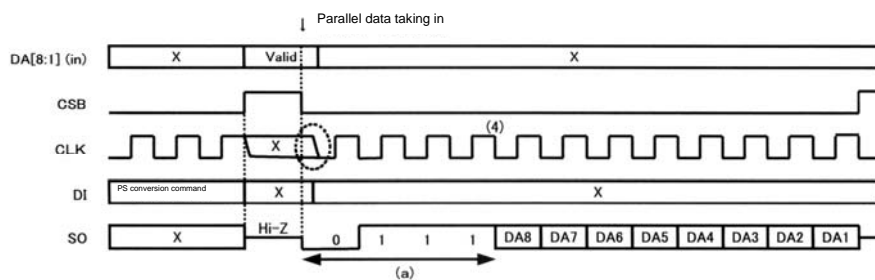 Parallel data taking in
DA[8:1] (in) X Valid X
CSB
(4)
CLK X
DI PS conversion command X X
SO X Hi-Z 0 1 1 1 DA8 DA7 DA6 DA5 DA4 DA3 DA2 DA1
(a)